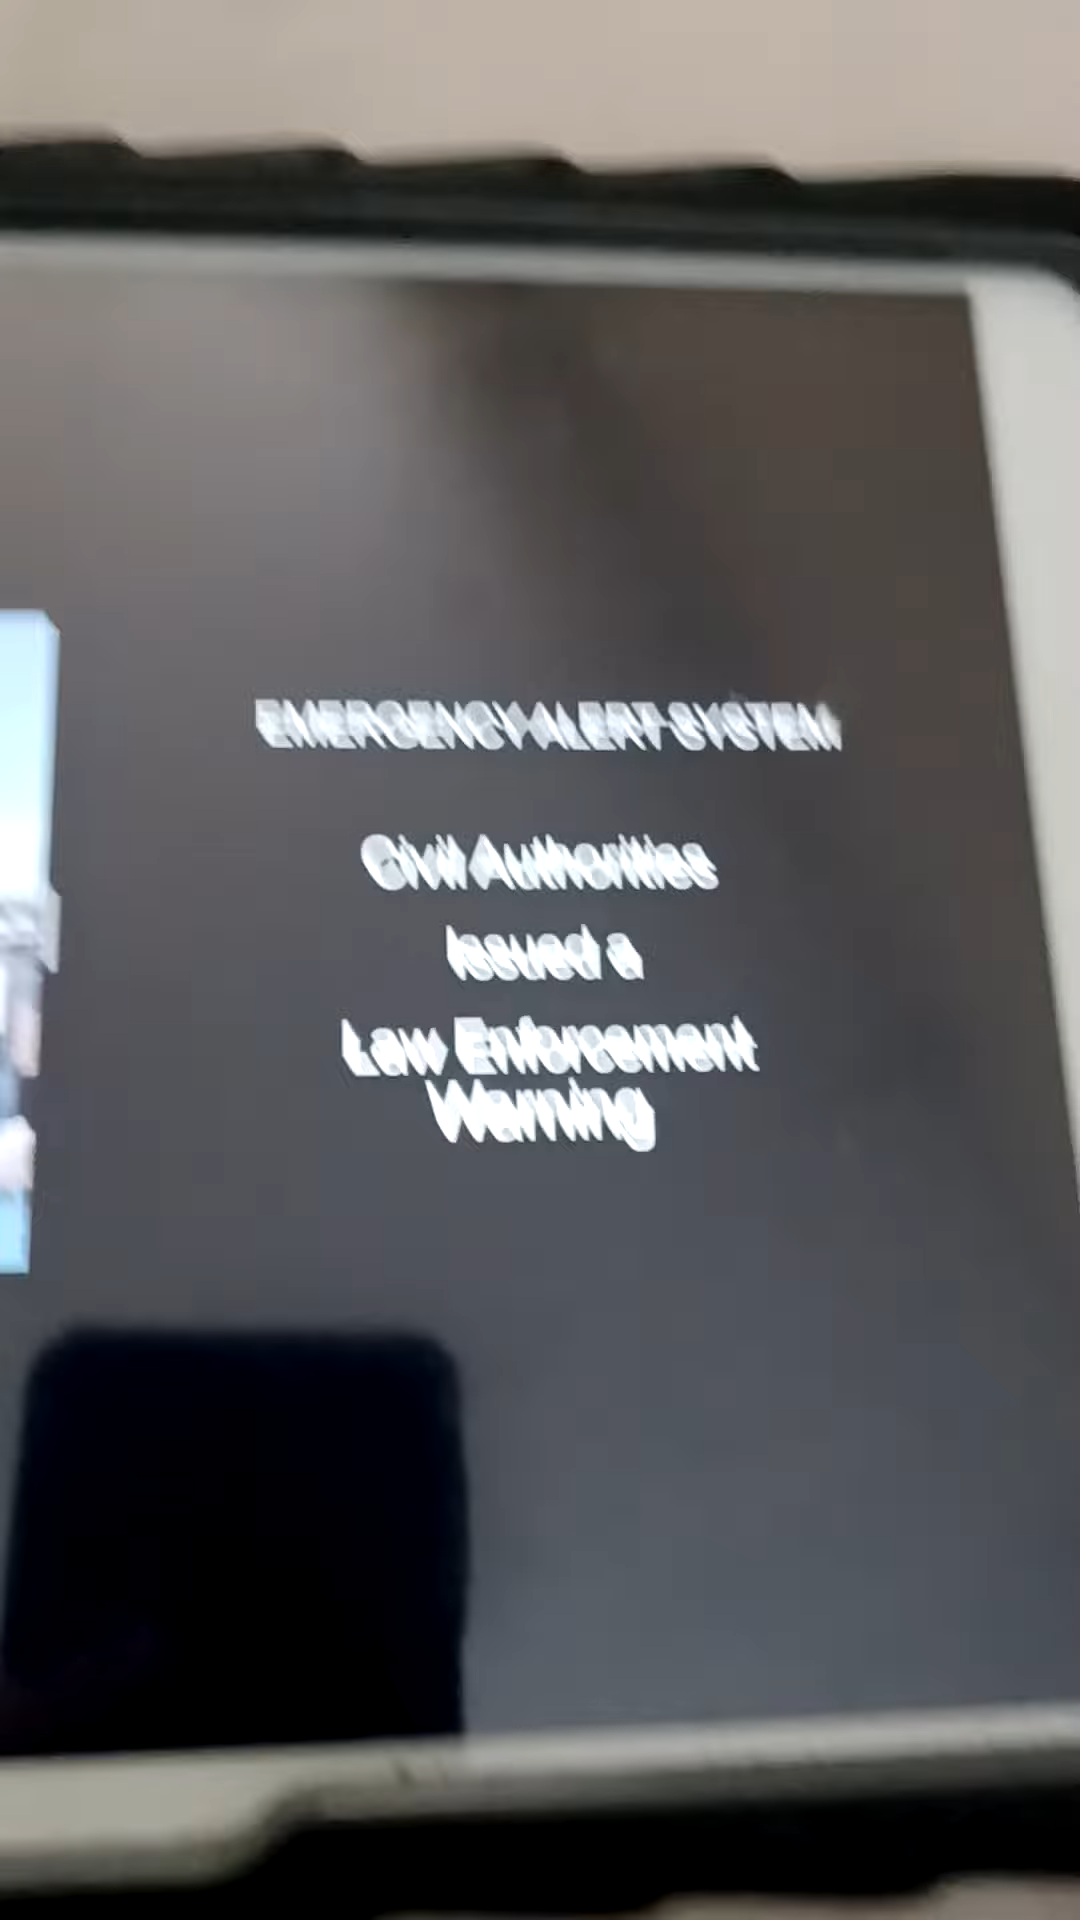 EMERGENCY ALERT SYSTEM
Civil Authorities
Issued a
Law Enforcement
Warning